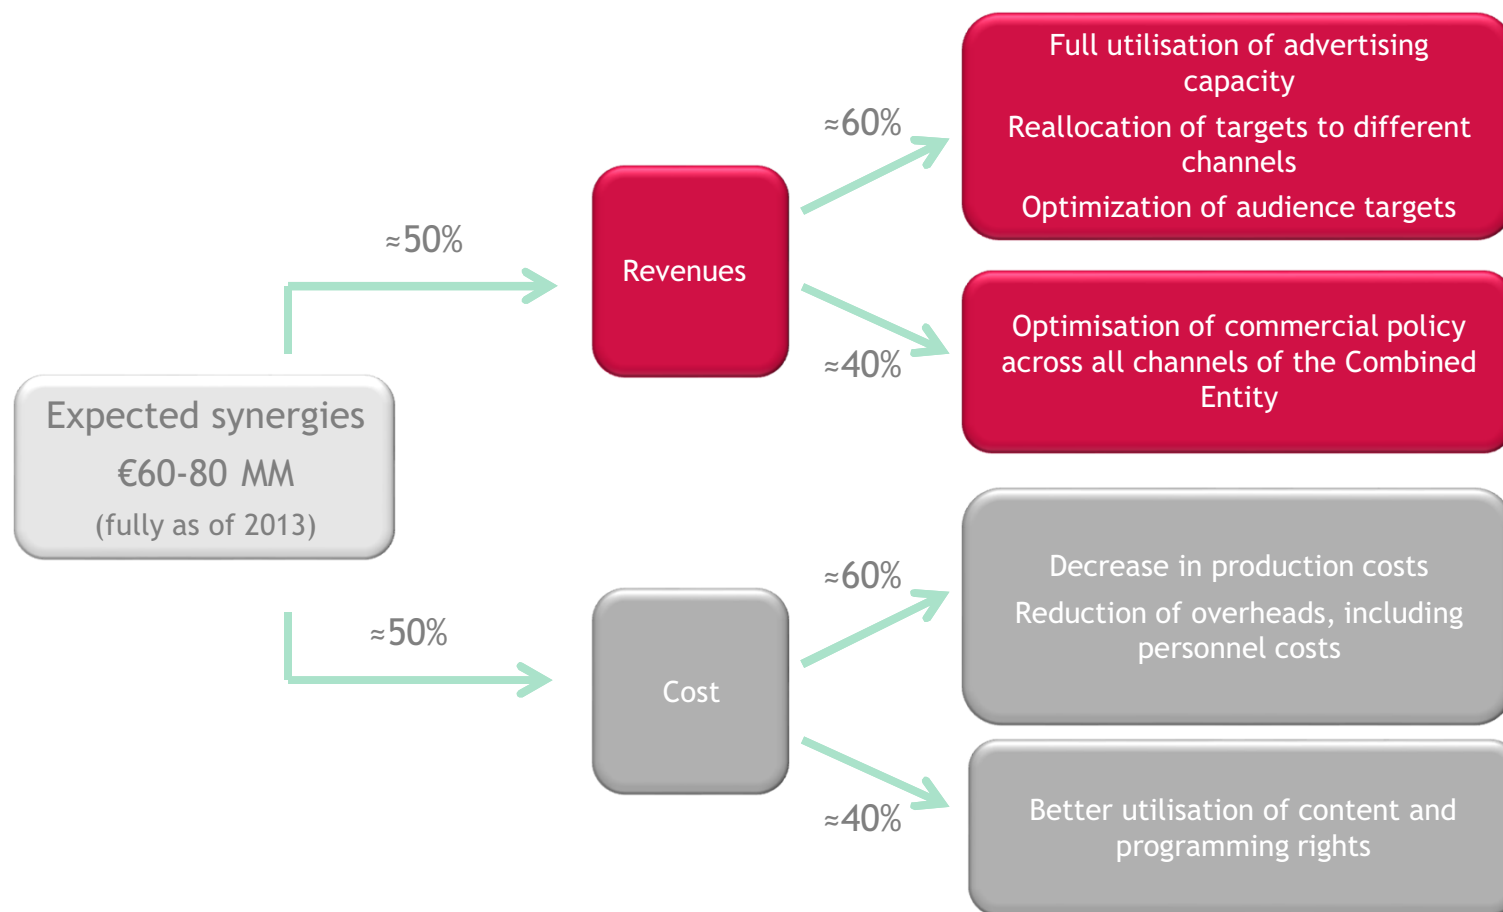 Expected synergies
€60-80 MM
(fully as of 2013)
≈50%
Revenues
≈60%
Full utilisation of advertising
capacity
Reallocation of targets to different
channels
Optimization of audience targets
≈40%
Optimisation of commercial policy
across all channels of the Combined
Entity
≈50%
Cost
≈60%
Decrease in production costs
Reduction of overheads, including
personnel costs
≈40%
Better utilisation of content and
programming rights